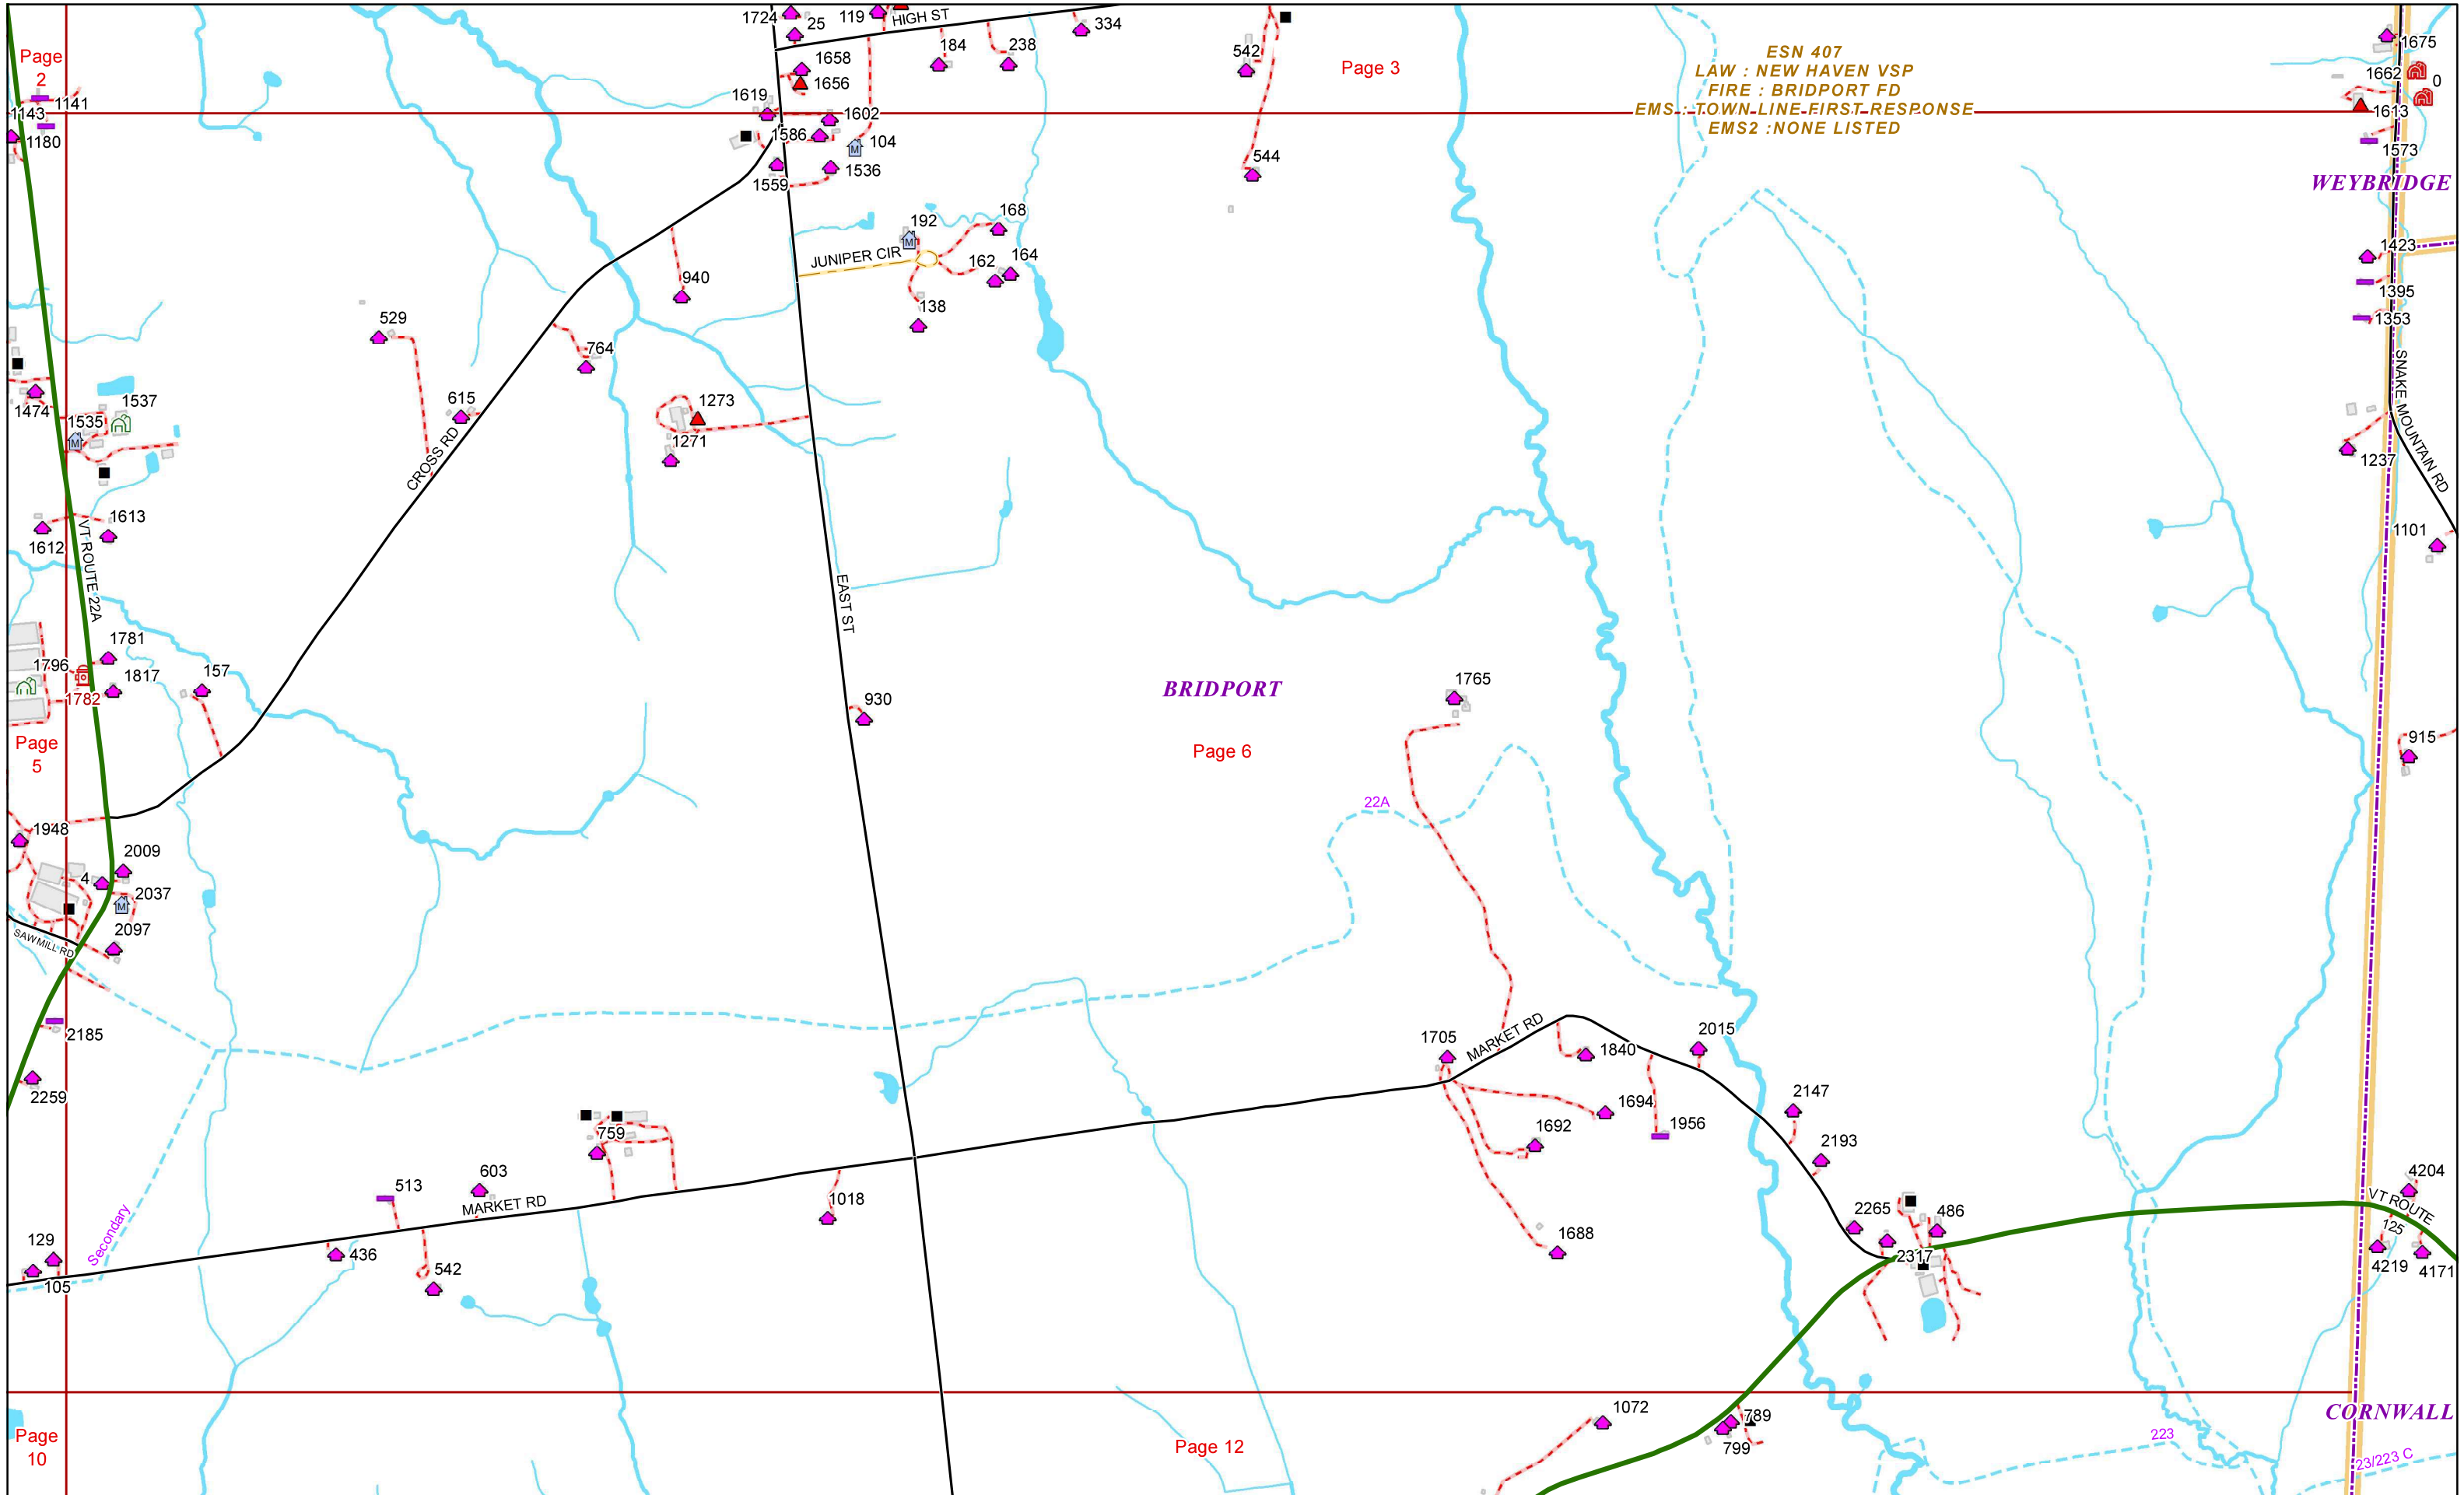 1724
25
119
HIGH ST
184
238
334
542
Page 3
ESN 407
LAW : NEW HAVEN VSP
FIRE : BRIDPORT FD
EMS : TOWN LINE FIRST RESPONSE
EMS2 :NONE LISTED
1675
1662
0
1613
1573
Page
2
1141
1143
1180
1658
1656
1619
1602
1586
M
104
1559
1536
544
WEYBRIDGE
192
M
168
JUNIPER CIR
162
164
138
940
1423
1395
1353
529
764
615
CROSS RD
1273
1271
SNAKE MOUNTAIN RD
1237
1101
1474
1537
1535
M
1613
1612
VT ROUTE 22A
EAST ST
1781
1796
1817
1782
157
930
BRIDPORT
Page 6
1765
915
Page
5
22A
1948
2009
4
2037
M
2097
SAWMILL RD
2185
2259
1705
MARKET RD
1840
2015
2147
1694
1692
1956
2193
759
603
513
MARKET RD
1018
1688
2265
486
2317
4204
VT ROUTE
125
4219
4171
Secondary
129
105
436
542
1072
789
799
CORNWALL
Page
10
Page 12
223
23/223 C